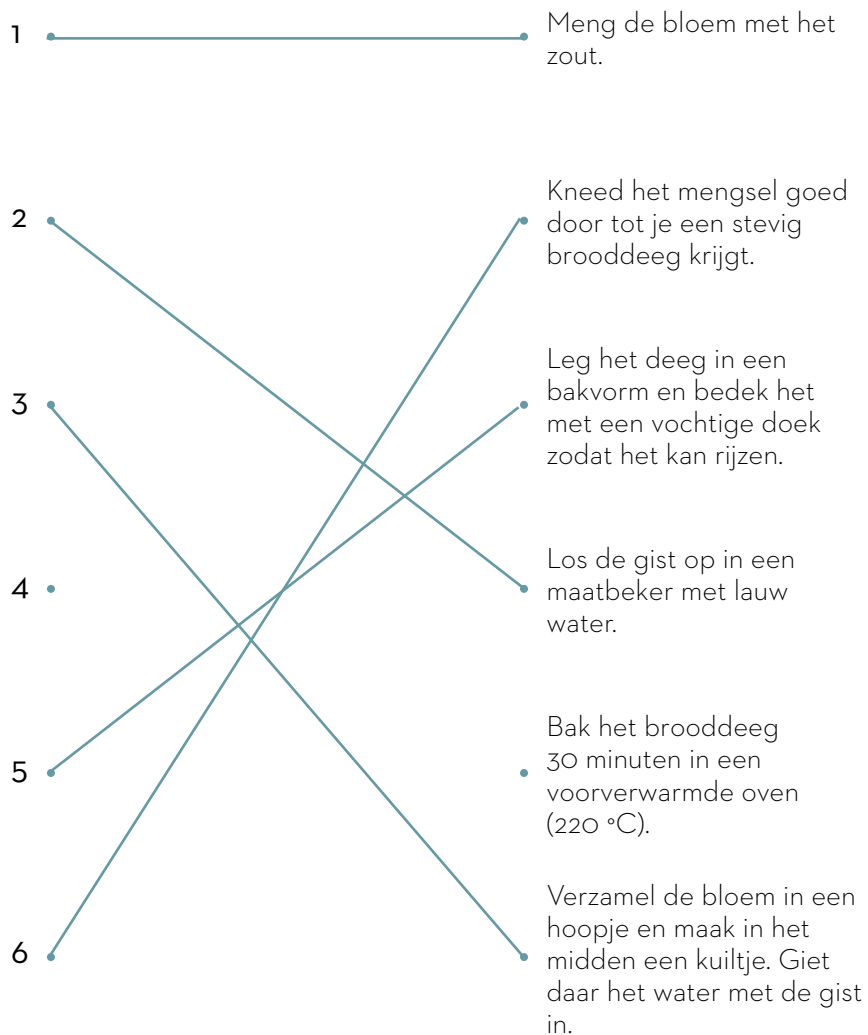 1
Meng de bloem met het
zout.
2
Kneed het mengsel goed
door tot je een stevig
brooddeeg krijgt.
3
Leg het deeg in een
bakvorm en bedek het
met een vochtige doek
zodat het kan rijzen.
4
Los de gist op in een
maatbeker met lauw
water.
5
Bak het brooddeeg
30 minuten in een
voorverwarmde oven
(220 °C).
6
Verzamel de bloem in een
hoopje en maak in het
midden een kuiltje. Giet
daar het water met de gist
in.